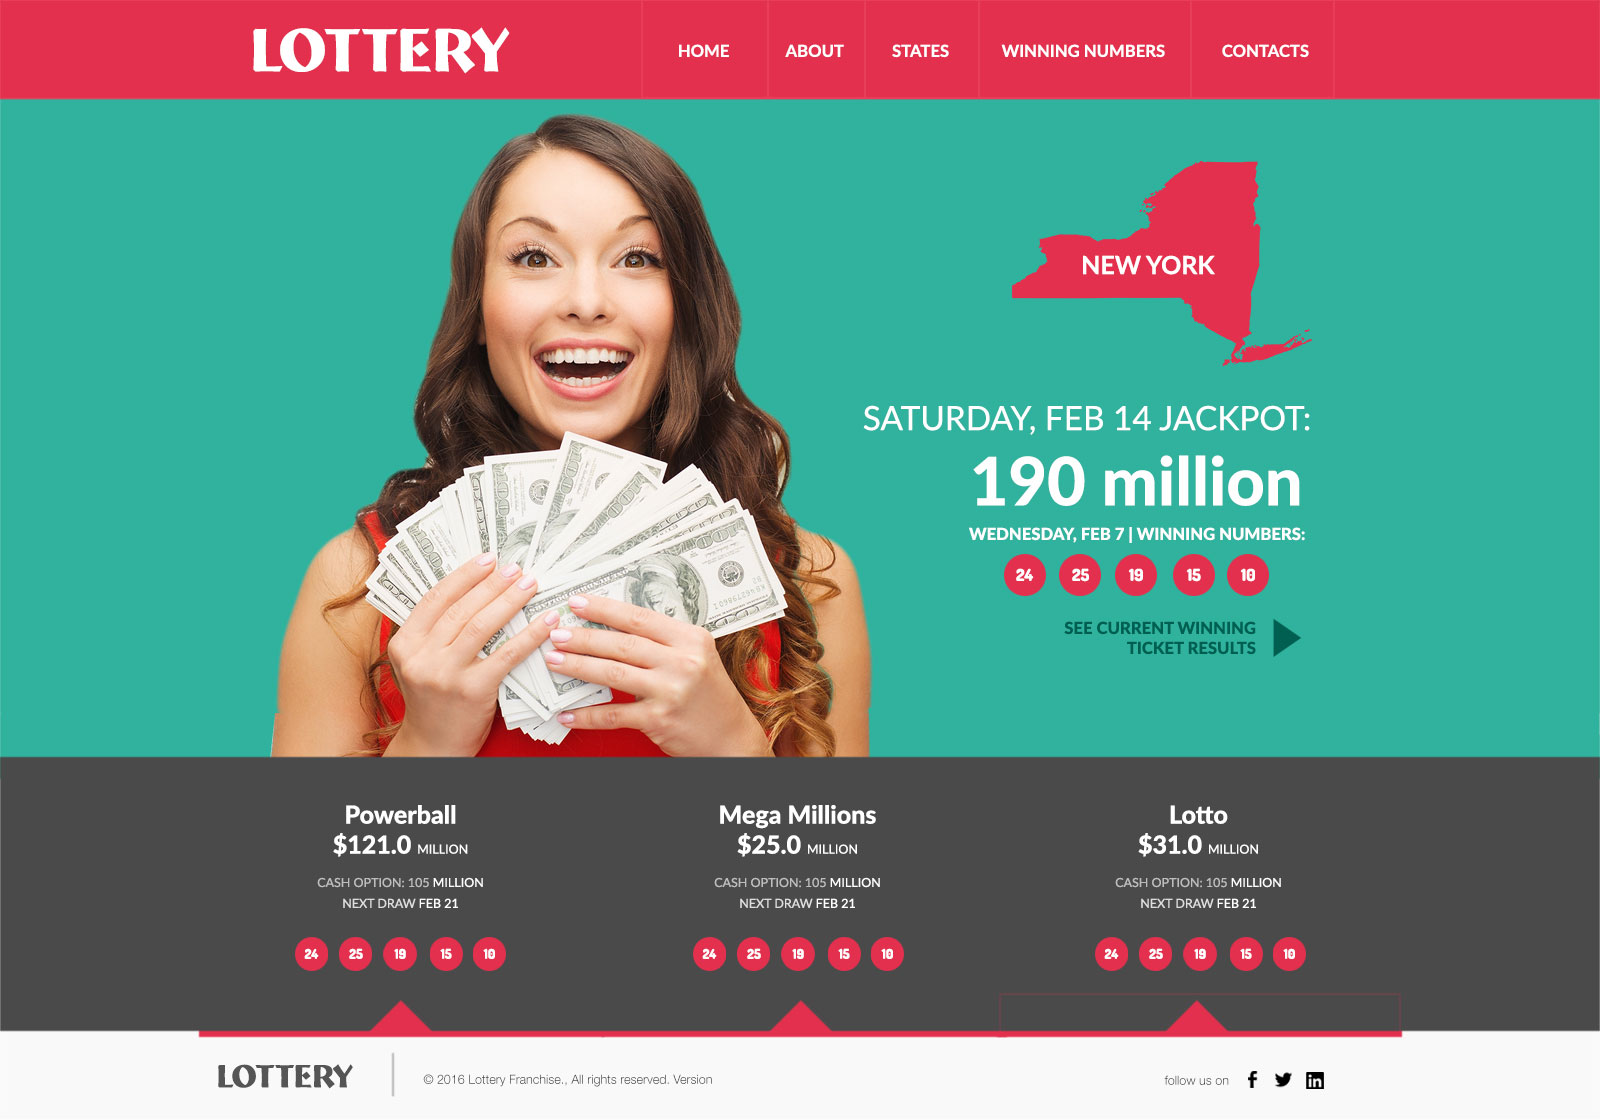 LOTTERY
HOME
ABOUT
STATES
WINNING NUMBERS
CONTACTS
NEW YORK
SATURDAY, FEB 14 JACKPOT:
190 million
WEDNESDAY, FEB 7 | WINNING NUMBERS:
24 25 19 15 10
SEE CURRENT WINNING
TICKET RESULTS
Powerball
$121.0 MILLION
CASH OPTION: 105 MILLION
NEXT DRAW FEB 21
24 25 19 15 10
Mega Millions
$25.0 MILLION
CASH OPTION: 105 MILLION
NEXT DRAW FEB 21
24 25 19 15 10
Lotto
$31.0 MILLION
CASH OPTION: 105 MILLION
NEXT DRAW FEB 21
24 25 19 15 10
LOTTERY
© 2016 Lottery Franchise., All rights reserved. Version
follow us on